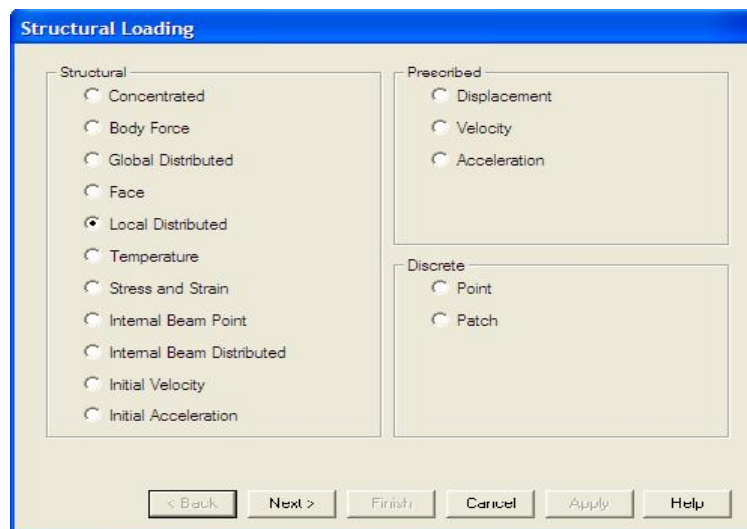 Structural Loading
Structural
Concentrated
Body Force
Global Distributed
Face
Local Distributed
Temperature
Stress and Strain
Internal Beam Point
Internal Beam Distributed
Initial Velocity
Initial Acceleration
Prescribed
Displacement
Velocity
Acceleration
Discrete
Point
Patch
< Back Next > Finish Cancel Apply Help